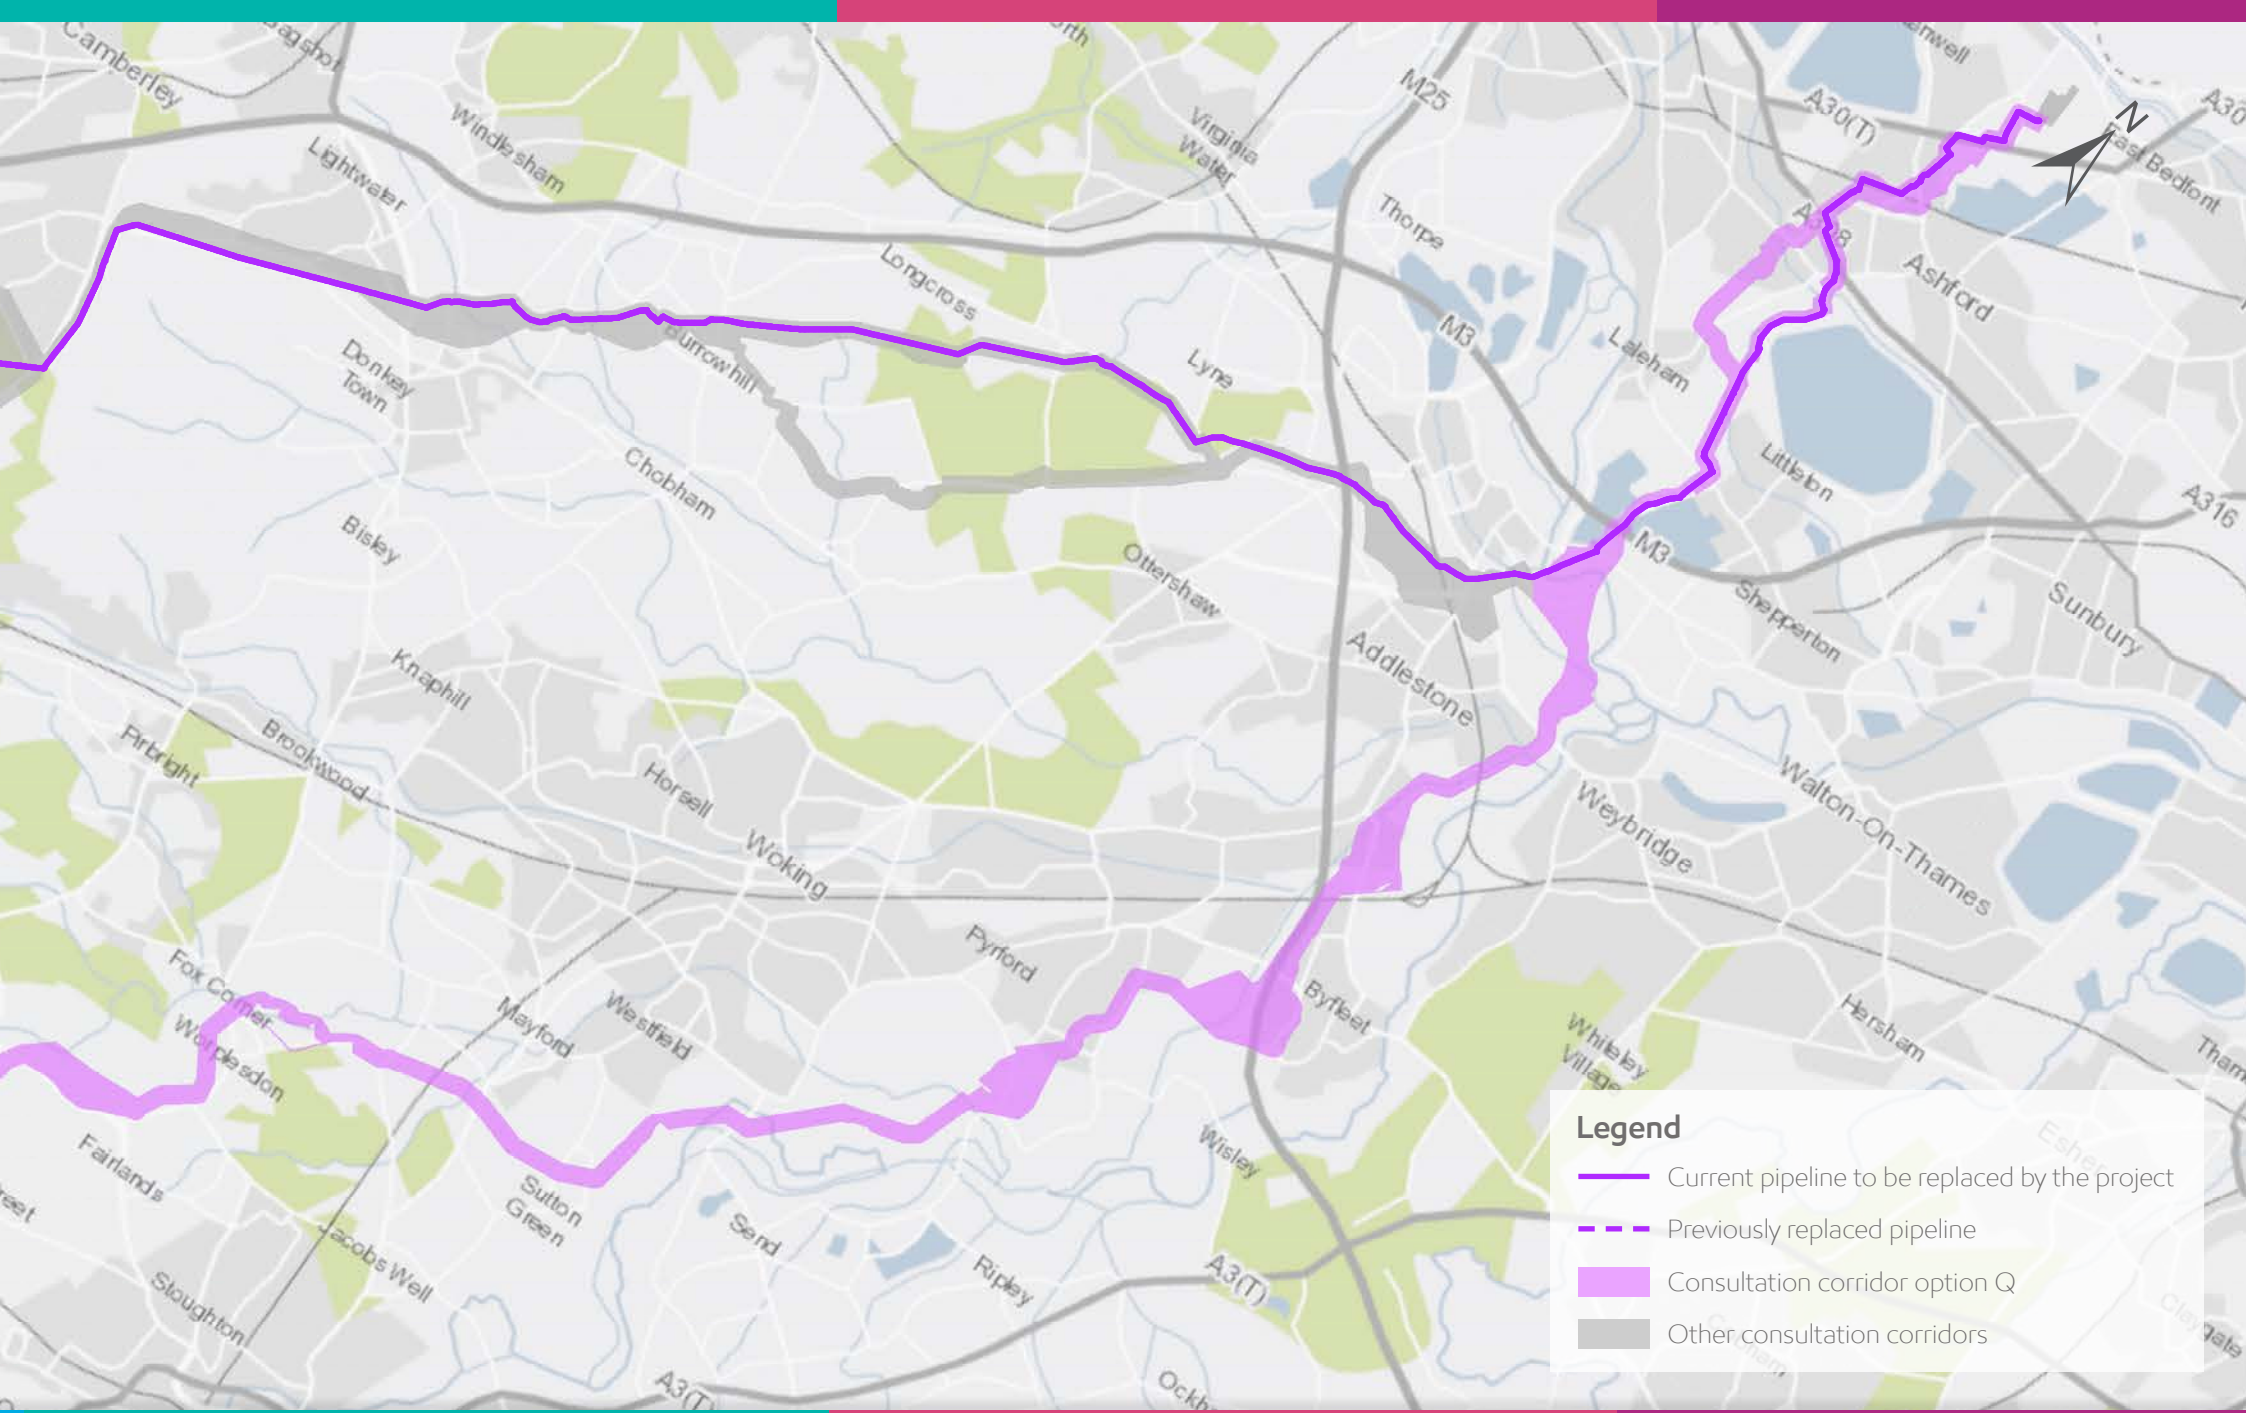 Camberley
Bagshot
Windlesham
Lightwater
Virginia
Water
M25
Thorpe
A30(T)
A30
N
East Bedfont
A308
Ashford
Longcross
M3
Laleham
Lyne
Burrowhill
Donkey
Town
Chobham
Bisley
Littleton
A316
M3
Ottershaw
Shepperton
Sunbury
Addlestone
Knaphill
Pirbright
Brookwood
Horsell
Woking
Weybridge
Walton-On-Thames
Pyrford
Byfleet
Fox Corner
Worplesdon
Mayford
Westfield
Whiteley
Village
Hersham
Fairlands
Sutton
Green
Send
Wisley
Ripley
A3(T)
Jacobs Well
Stoughton
A3(T)
Esher
Claygate
Legend
Current pipeline to be replaced by the project
Previously replaced pipeline
Consultation corridor option Q
Other consultation corridors